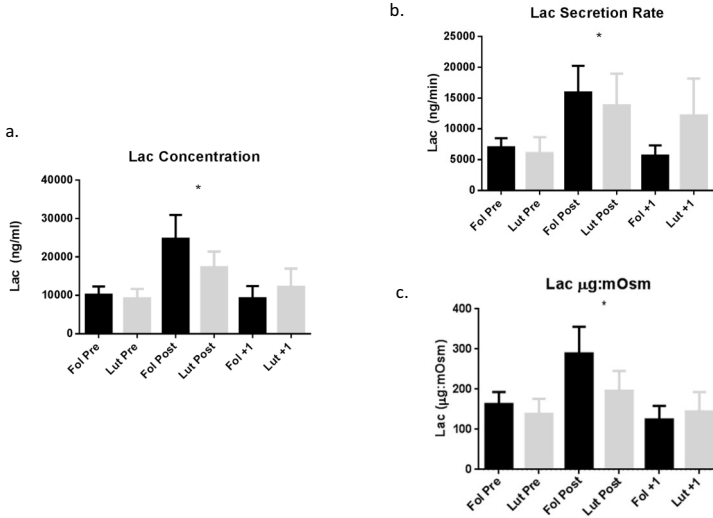 a.
Lac Concentration
Lac (ng/ml)
40000
30000
20000
10000
0
*
Fol Pre
Lut Pre
Fol Post
Lut Post
Fol +1
Lut +1
b.
Lac Secretion Rate
Lac (ng/min)
25000
20000
15000
10000
5000
0
*
Fol Pre
Lut Pre
Fol Post
Lut Post
Fol +1
Lut +1
c.
Lac μg:mOsm
Lac (μg:mOsm)
400
300
200
100
0
*
Fol Pre
Lut Pre
Fol Post
Lut Post
Fol +1
Lut +1